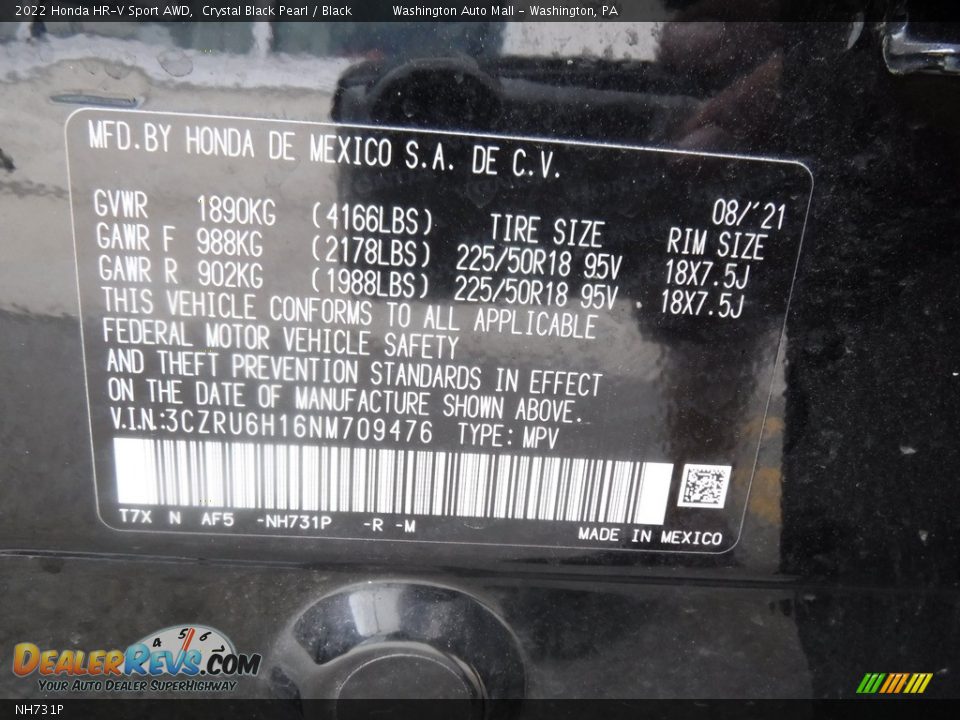 2022 Honda HR-V Sport AWD, Crystal Black Pearl / Black Washington Auto Mall - Washington, PA
MFD.BY HONDA DE MEXICO S.A. DE C.V.
08/'21
GVWR 1890KG (4166LBS) TIRE SIZE RIM SIZE
GAWR F 988KG (2178LBS) 225/50R18 95V 18X7.5J
GAWR R 902KG (1988LBS) 225/50R18 95V 18X7.5J
THIS VEHICLE CONFORMS TO ALL APPLICABLE
FEDERAL MOTOR VEHICLE SAFETY
AND THEFT PREVENTION STANDARDS IN EFFECT
ON THE DATE OF MANUFACTURE SHOWN ABOVE.
V.I.N.:3CZRU6H16NM709476 TYPE: MPV
T7X N AF5 -NH731P -R -M
MADE IN MEXICO
4 5 6
DEALERREVS.COM
YOUR AUTO DEALER SUPERHIGHWAY
NH731P